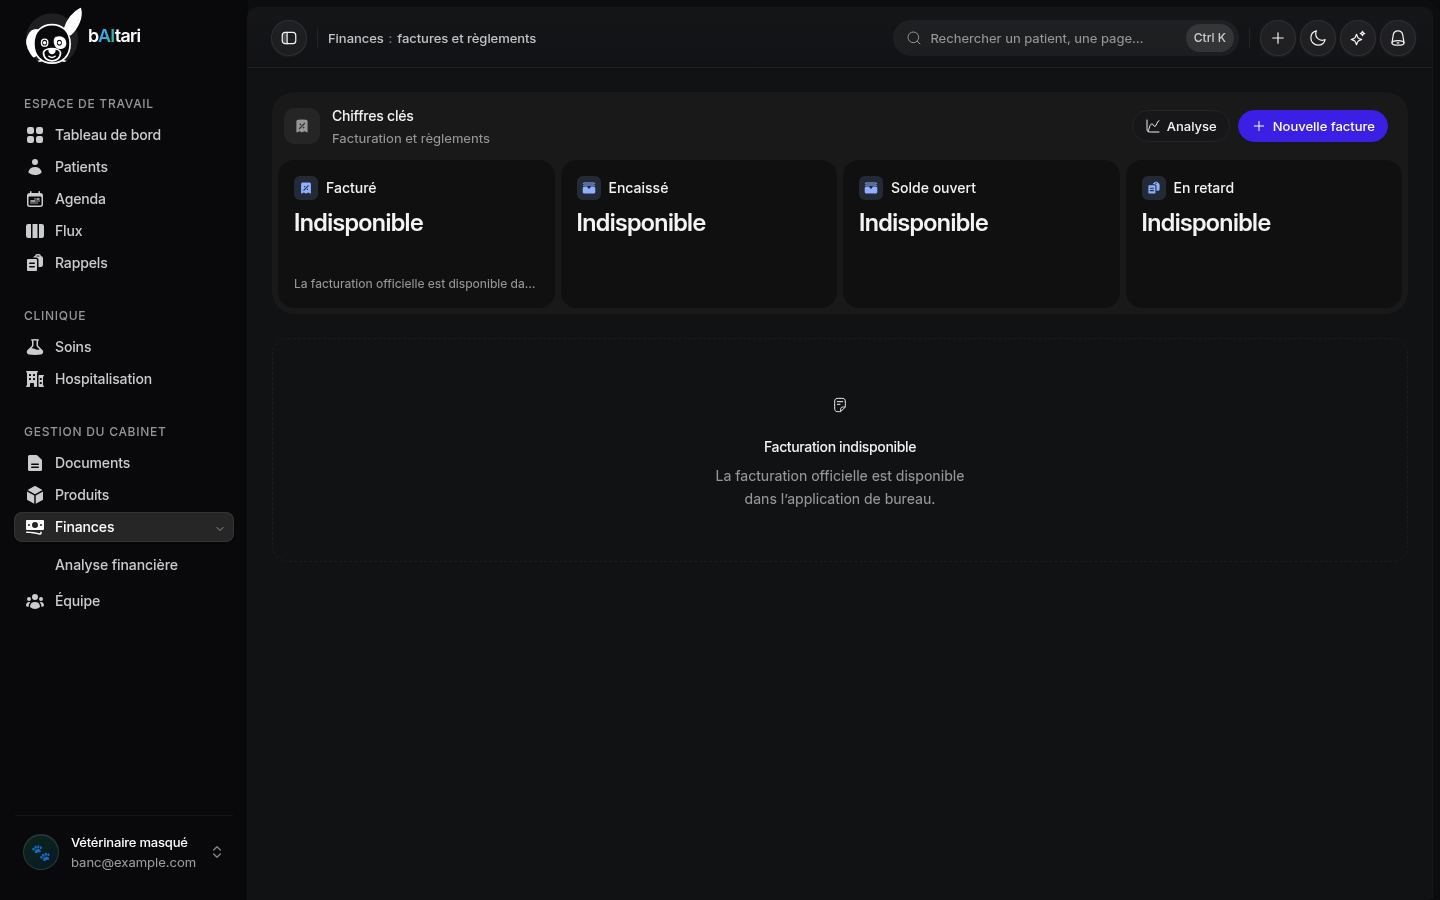 bAItari
Finances : factures et règlements
Rechercher un patient, une page...
Ctrl K
ESPACE DE TRAVAIL
Tableau de bord
Patients
Agenda
Flux
Rappels
CLINIQUE
Soins
Hospitalisation
GESTION DU CABINET
Documents
Produits
Finances
Analyse financière
Équipe
Vétérinaire masqué
banc@example.com
Chiffres clés
Facturation et règlements
Analyse
Nouvelle facture
Facturé
Indisponible
La facturation officielle est disponible da...
Encaissé
Indisponible
Solde ouvert
Indisponible
En retard
Indisponible
Facturation indisponible
La facturation officielle est disponible
dans l’application de bureau.